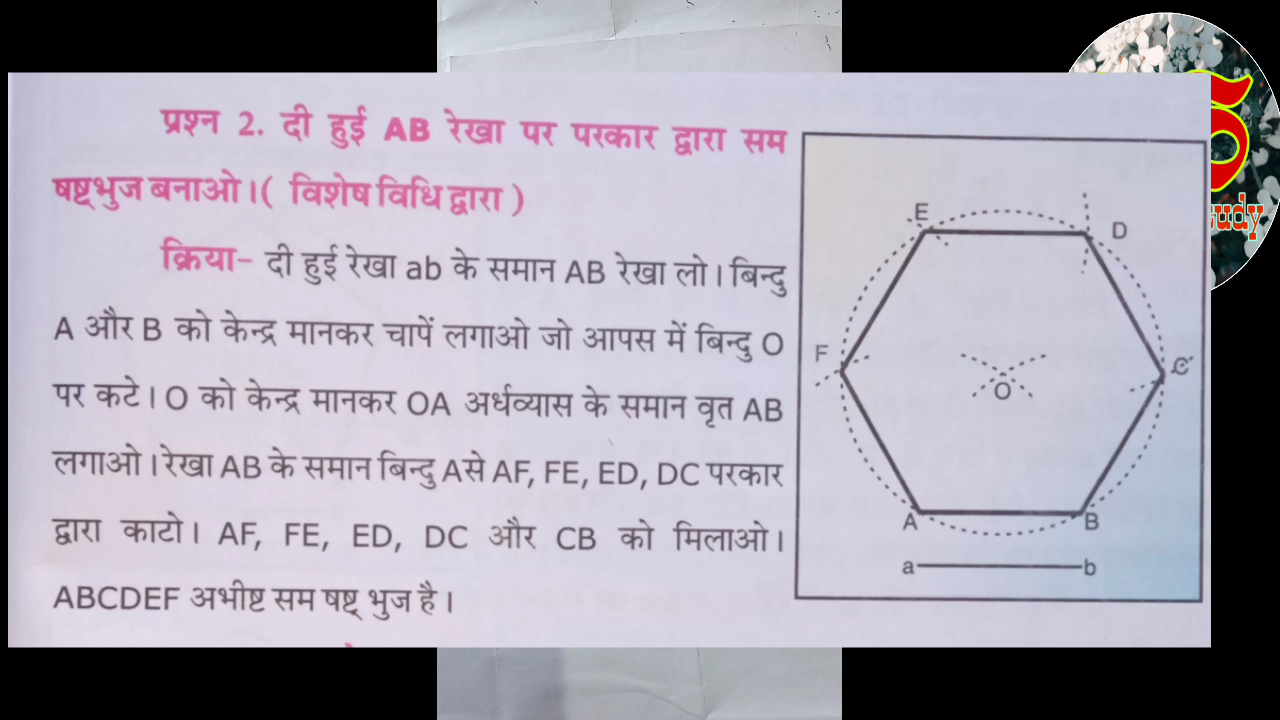 प्रश्न 2. दी हुई AB रेखा पर परकार द्वारा सम
षष्ट्भुज बनाओ। ( विशेष विधि द्वारा )
क्रिया- दी हुई रेखा ab के समान AB रेखा लो। बिन्दु
A और B को केन्द्र मानकर चापें लगाओ जो आपस में बिन्दु O
पर कटे। O को केन्द्र मानकर OA अर्धव्यास के समान वृत AB
लगाओ। रेखा AB के समान बिन्दु A से AF, FE, ED, DC परकार
द्वारा काटो। AF, FE, ED, DC और CB को मिलाओ।
ABCDEF अभीष्ट सम षष्ट् भुज है।
E
D
F
C
O
A
B
a
b